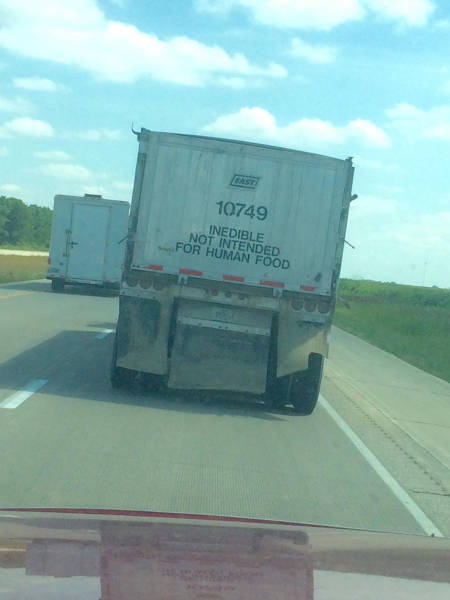 EAST
10749
INEDIBLE
NOT INTENDED
FOR HUMAN FOOD